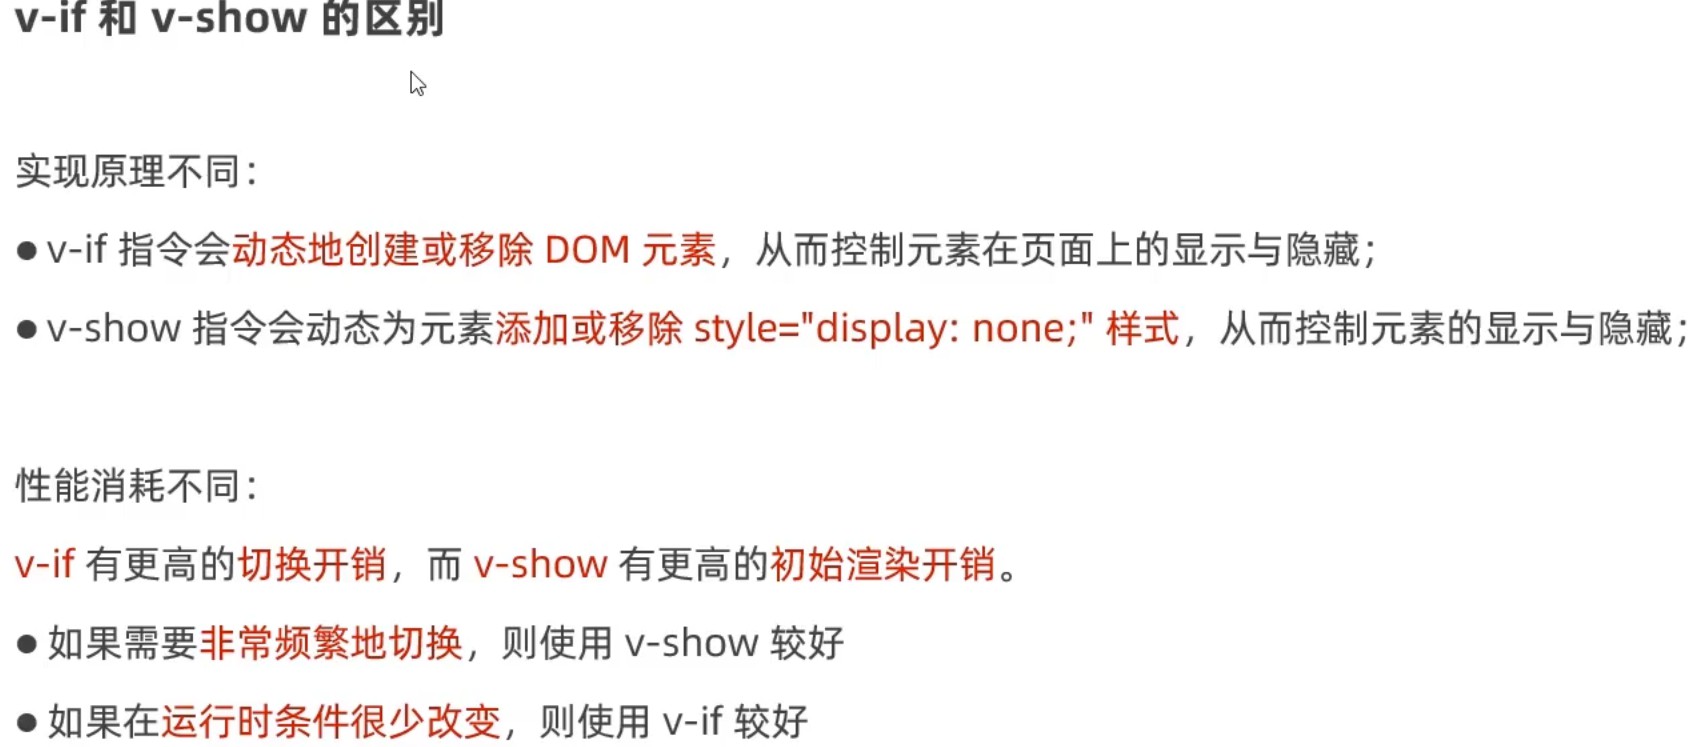 v-if 和 v-show 的区别
实现原理不同：
● v-if 指令会动态地创建或移除 DOM 元素，从而控制元素在页面上的显示与隐藏；
● v-show 指令会动态为元素添加或移除 style="display: none;" 样式，从而控制元素的显示与隐藏；
性能消耗不同：
v-if 有更高的切换开销，而 v-show 有更高的初始渲染开销。
● 如果需要非常频繁地切换，则使用 v-show 较好
● 如果在运行时条件很少改变，则使用 v-if 较好